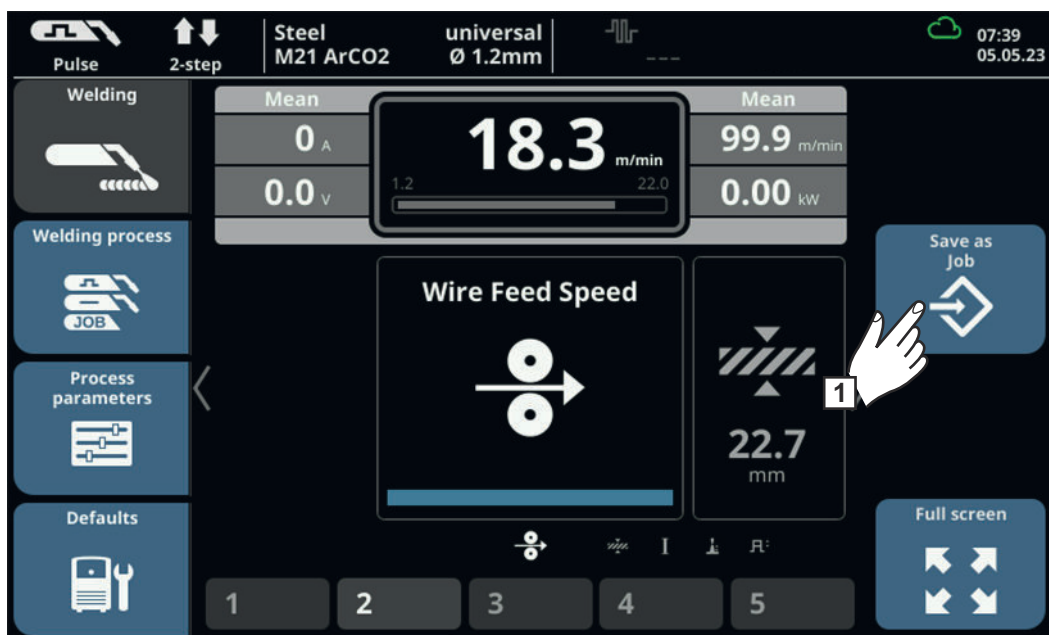 Pulse
2-step
Steel
M21 ArCO2
universal
Ø 1.2mm
---
07:39
05.05.23
Welding
Welding process
JOB
Process
parameters
Defaults
Mean
0 A
0.0 V
18.3 m/min
1.2
22.0
Mean
99.9 m/min
0.00 kW
Wire Feed Speed
22.7
mm
Save as
Job
1
Full screen
1
2
3
4
5